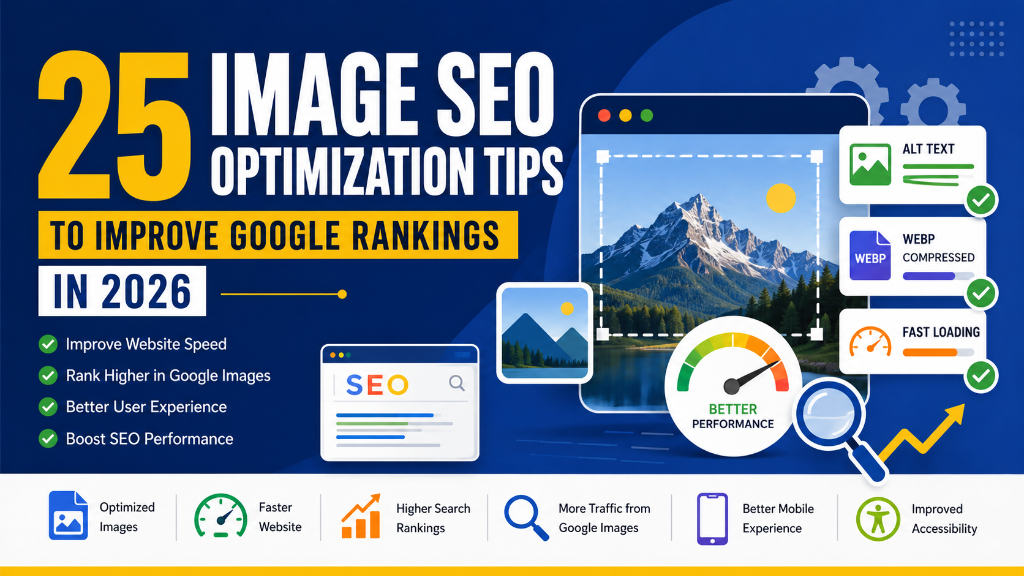 25 IMAGE SEO
OPTIMIZATION TIPS
TO IMPROVE GOOGLE RANKINGS
IN 2026
Improve Website Speed
Rank Higher in Google Images
Better User Experience
Boost SEO Performance
SEO
ALT TEXT
WEBP
WEBP
COMPRESSED
FAST LOADING
BETTER
PERFORMANCE
Optimized
Images
Faster
Website
Higher Search
Rankings
More Traffic from
Google Images
Better Mobile
Experience
Improved
Accessibility